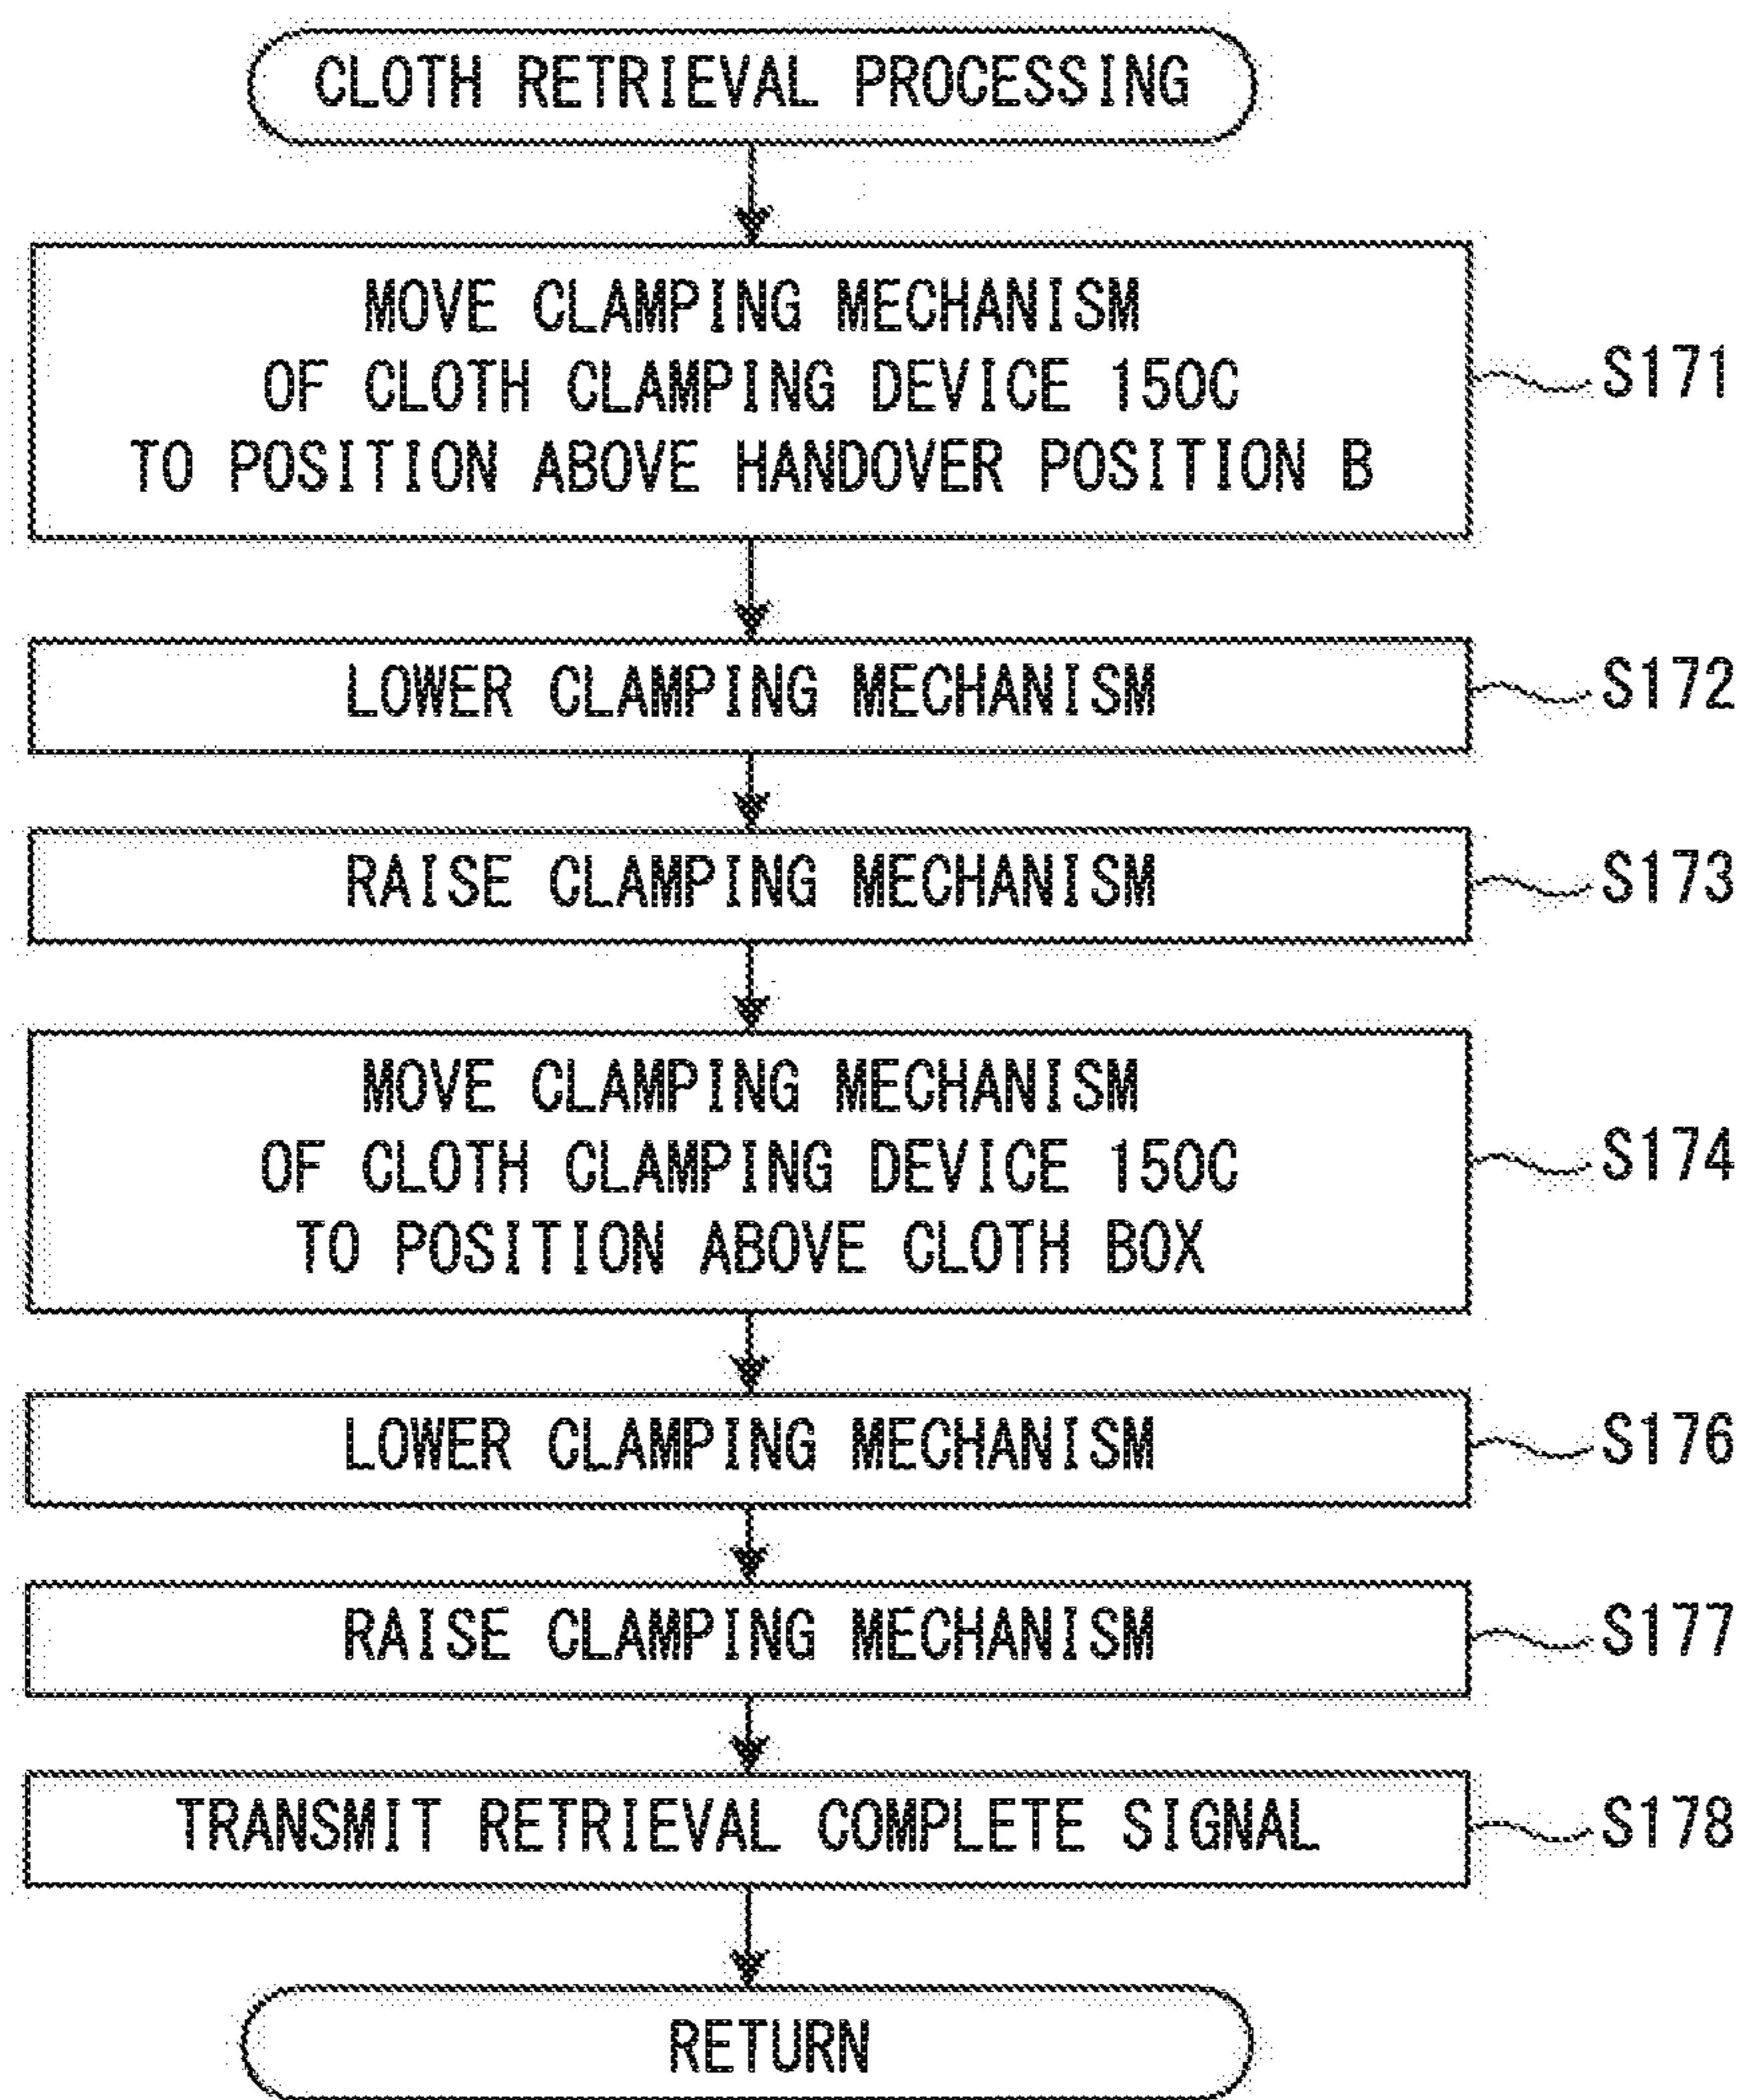 CLOTH RETRIEVAL PROCESSING
MOVE CLAMPING MECHANISM
OF CLOTH CLAMPING DEVICE 150C
TO POSITION ABOVE HANDOVER POSITION B
S171
LOWER CLAMPING MECHANISM
S172
RAISE CLAMPING MECHANISM
S173
MOVE CLAMPING MECHANISM
OF CLOTH CLAMPING DEVICE 150C
TO POSITION ABOVE CLOTH BOX
S174
LOWER CLAMPING MECHANISM
S176
RAISE CLAMPING MECHANISM
S177
TRANSMIT RETRIEVAL COMPLETE SIGNAL
S178
RETURN